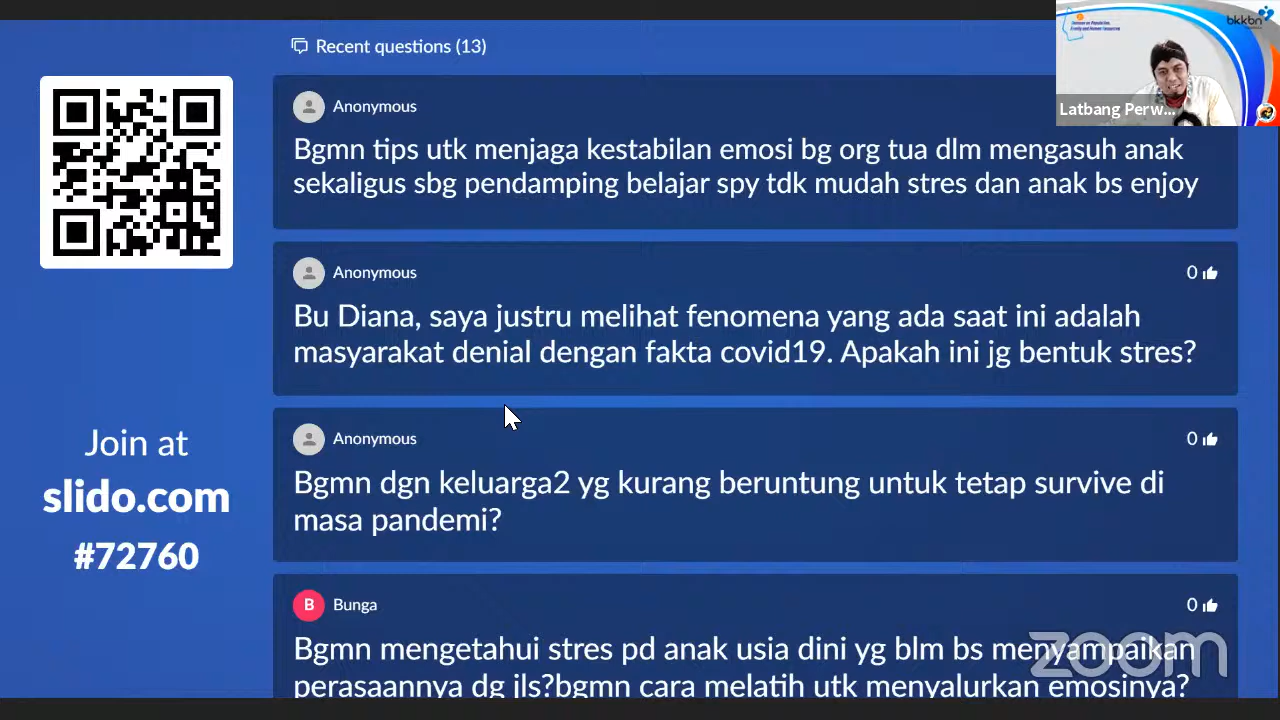 Recent questions (13)
Anonymous
Bgmn tips utk menjaga kestabilan emosi bg org tua dlm mengasuh anak
sekaligus sbg pendamping belajar spy tdk mudah stres dan anak bs enjoy
Anonymous
0
Bu Diana, saya justru melihat fenomena yang ada saat ini adalah
masyarakat denial dengan fakta covid19. Apakah ini jg bentuk stres?
Anonymous
0
Bgmn dgn keluarga2 yg kurang beruntung untuk tetap survive di
masa pandemi?
B
Bunga
0
Bgmn mengetahui stres pd anak usia dini yg blm bs menyampaikan
perasaannya dg jls?bgmn cara melatih utk menyalurkan emosinya?
Join at
slido.com
#72760
bkkbn
Latbang Perw...
zoom